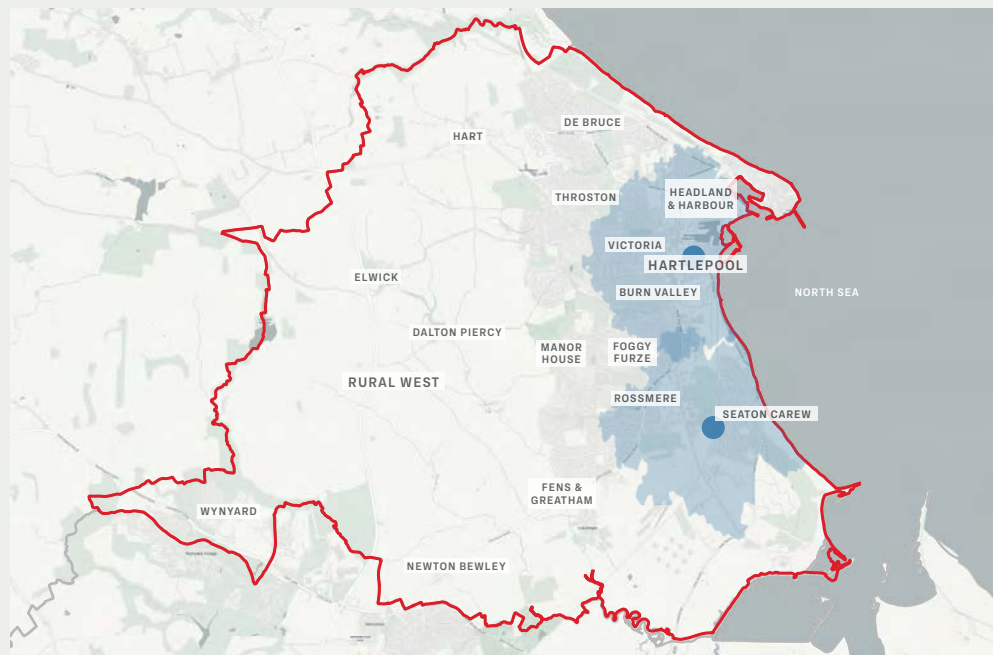 DE BRUCE
HART
THROSTON
HEADLAND
& HARBOUR
VICTORIA
HARTLEPOOL
ELWICK
BURN VALLEY
NORTH SEA
DALTON PIERCY
MANOR
HOUSE
FOGGY
FURZE
RURAL WEST
ROSSMERE
SEATON CAREW
FENS &
GREATHAM
WYNYARD
NEWTON BEWLEY